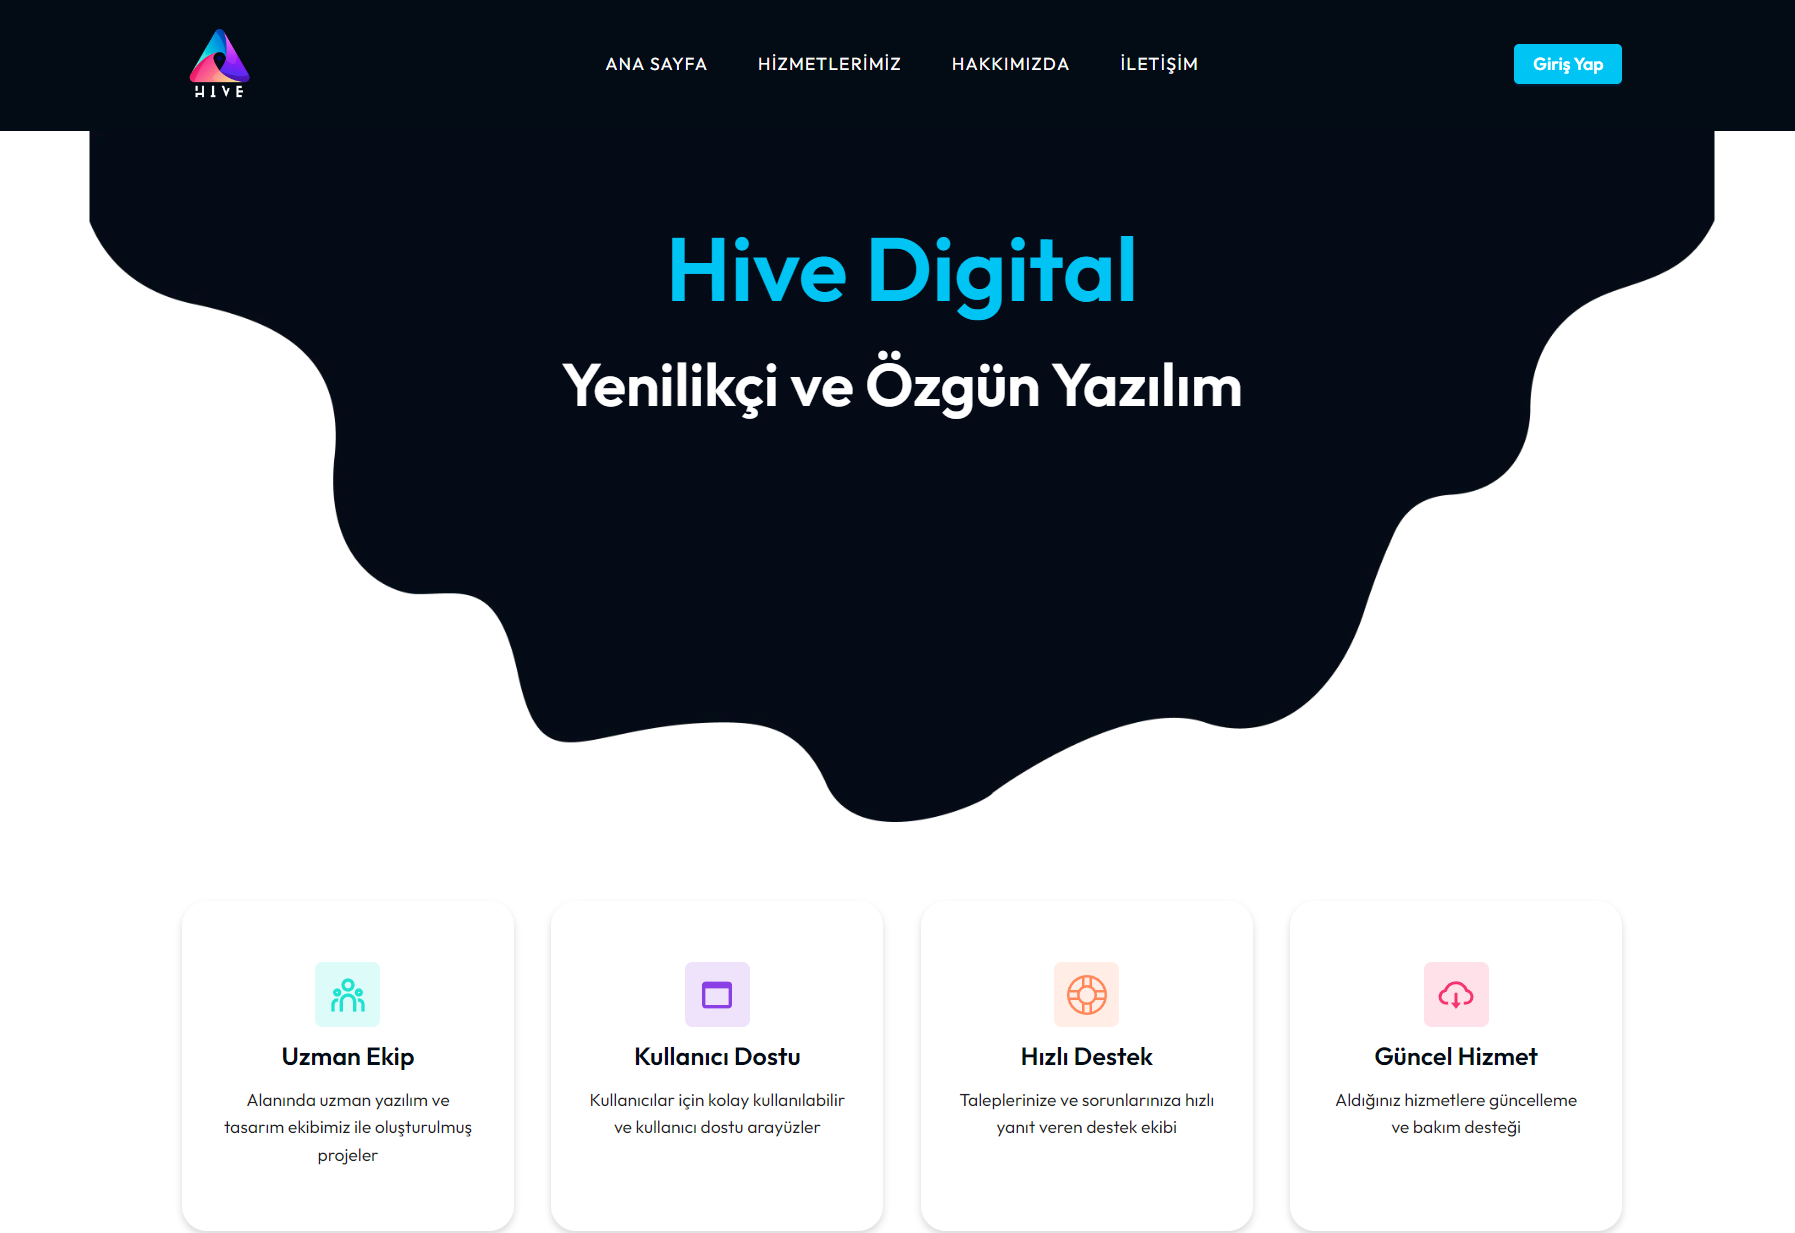 HIVE
ANA SAYFA
HİZMETLERİMİZ
HAKKIMIZDA
İLETİŞİM
Giriş Yap
Hive Digital
Yenilikçi ve Özgün Yazılım
Uzman Ekip
Alanında uzman yazılım ve
tasarım ekibimiz ile oluşturulmuş
projeler
Kullanıcı Dostu
Kullanıcılar için kolay kullanılabilir
ve kullanıcı dostu arayüzler
Hızlı Destek
Taleplerinize ve sorunlarınıza hızlı
yanıt veren destek ekibi
Güncel Hizmet
Aldığınız hizmetlere güncelleme
ve bakım desteği